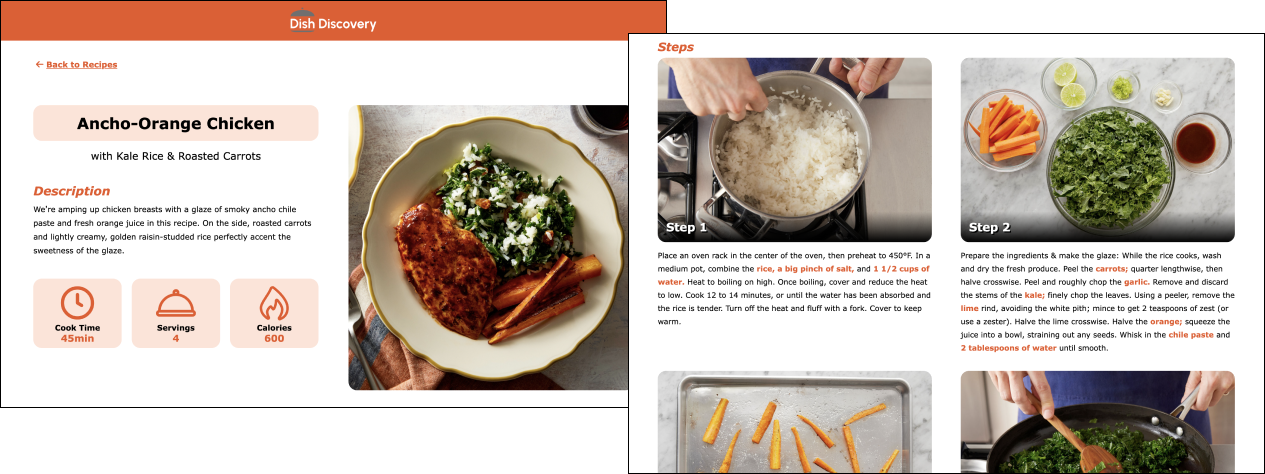 Dish Discovery
← Back to Recipes
Ancho-Orange Chicken
with Kale Rice & Roasted Carrots
Description
We're amping up chicken breasts with a glaze of smoky ancho chile
paste and fresh orange juice in this recipe. On the side, roasted carrots
and lightly creamy, golden raisin-studded rice perfectly accent the
sweetness of the glaze.
Cook Time
45min
Servings
4
Calories
600
Steps
Step 1
Place an oven rack in the center of the oven, then preheat to 450°F. In a
medium pot, combine the rice, a big pinch of salt, and 1 1/2 cups of
water. Heat to boiling on high. Once boiling, cover and reduce the heat
to low. Cook 12 to 14 minutes, or until the water has been absorbed and
the rice is tender. Turn off the heat and fluff with a fork. Cover to keep
warm.
Step 2
Prepare the ingredients & make the glaze: While the rice cooks, wash
and dry the fresh produce. Peel the carrots; quarter lengthwise, then
halve crosswise. Peel and roughly chop the garlic. Remove and discard
the stems of the kale; finely chop the leaves. Using a peeler, remove the
lime rind, avoiding the white pith; mince to get 2 teaspoons of zest (or
use a zester). Halve the lime crosswise. Halve the orange; squeeze the
juice into a bowl, straining out any seeds. Whisk in the chile paste and
2 tablespoons of water until smooth.